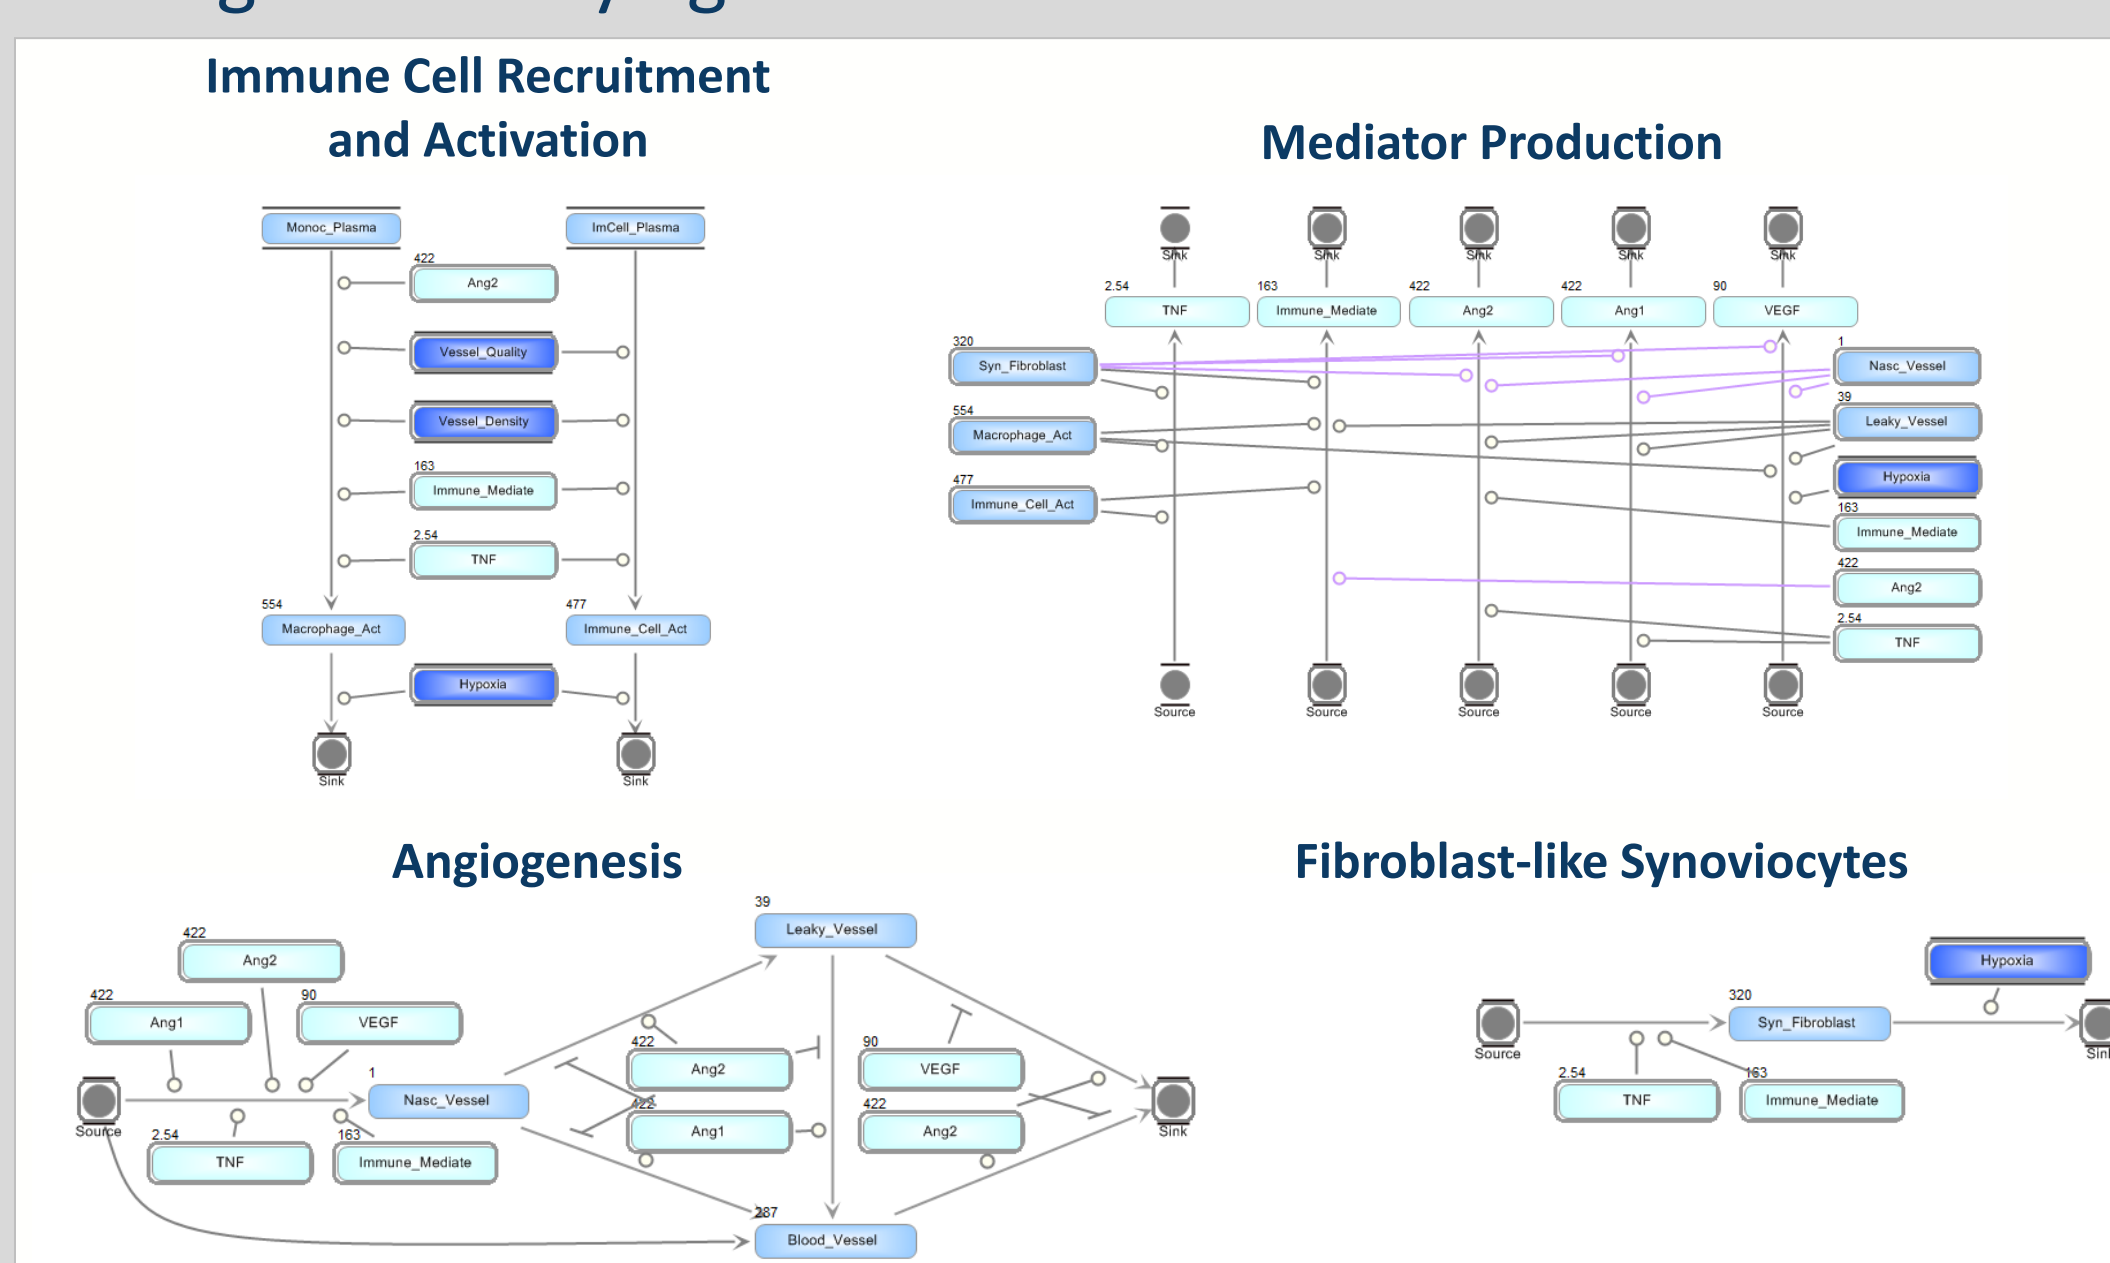 Immune Cell Recruitment
and Activation
Monoc_Plasma
ImCell_Plasma
422
Ang2
Vessel_Quality
Vessel_Density
163
Immune_Mediate
2.54
TNF
554
Macrophage_Act
477
Immune_Cell_Act
Hypoxia
Sink
Sink
Mediator Production
Sink
Sink
Sink
Sink
Sink
2.54
TNF
163
Immune_Mediate
422
Ang2
422
Ang1
90
VEGF
320
Syn_Fibroblast
554
Macrophage_Act
477
Immune_Cell_Act
1
Nasc_Vessel
39
Leaky_Vessel
Hypoxia
163
Immune_Mediate
422
Ang2
2.54
TNF
Source
Source
Source
Source
Source
Angiogenesis
39
Leaky_Vessel
422
Ang2
422
Ang1
90
VEGF
Source
1
Nasc_Vessel
2.54
TNF
163
Immune_Mediate
422
Ang2
422
Ang1
90
VEGF
422
Ang2
Sink
287
Blood_Vessel
Fibroblast-like Synoviocytes
Hypoxia
Source
320
Syn_Fibroblast
Sin
2.54
TNF
163
Immune_Mediate